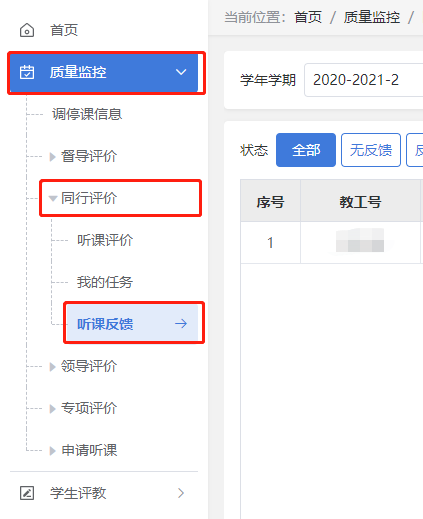 首页
质量监控
调停课信息
督导评价
同行评价
听课评价
我的任务
听课反馈
领导评价
专项评价
申请听课
学生评教
当前位置：首页 / 质量监控 /
学年学期 2020-2021-2
状态 全部 无反馈
序号 教工号
1